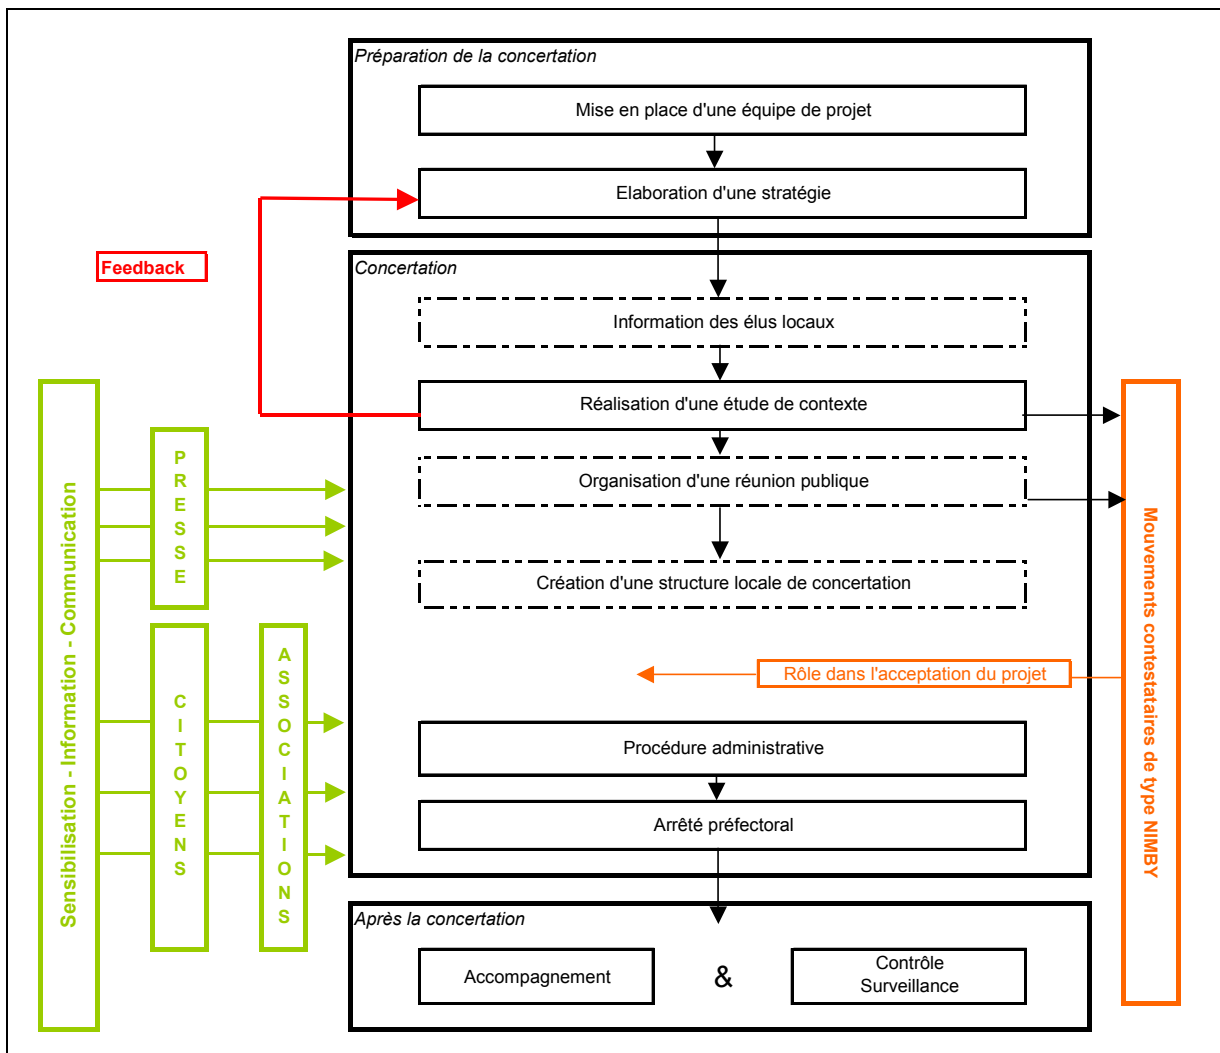 Préparation de la concertation
Mise en place d'une équipe de projet
Elaboration d'une stratégie
Feedback
Concertation
Information des élus locaux
Réalisation d'une étude de contexte
Organisation d'une réunion publique
Création d'une structure locale de concertation
Rôle dans l'acceptation du projet
Procédure administrative
Arrêté préfectoral
Après la concertation
Accompagnement
&
Contrôle
Surveillance
Sensibilisation - Information - Communication
PRESSE
CITOYENS
ASSOCIATIONS
Mouvements contestataires de type NIMBY